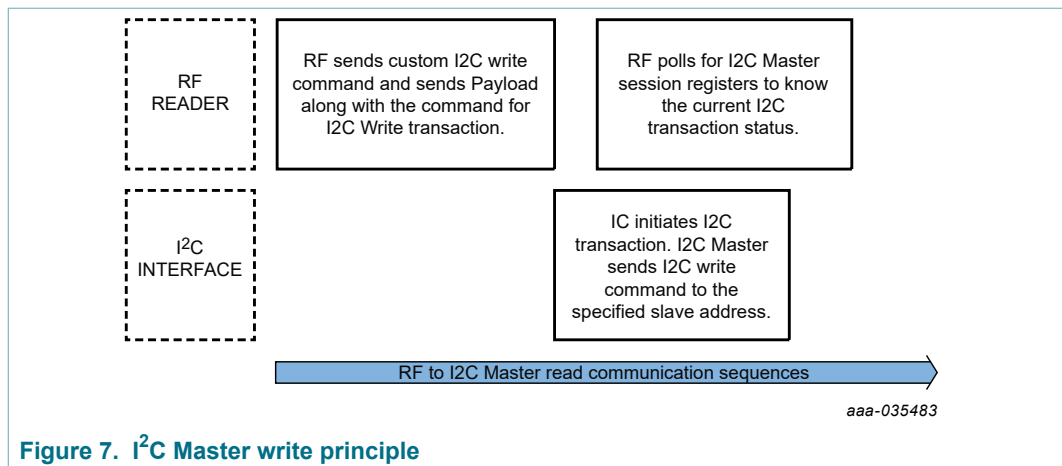 RF
READER
RF sends custom I2C write
command and sends Payload
along with the command for
I2C Write transaction.
RF polls for I2C Master
session registers to know
the current I2C
transaction status.
I²C
INTERFACE
IC initiates I2C
transaction. I2C Master
sends I2C write
command to the
specified slave address.
RF to I2C Master read communication sequences
aaa-035483
Figure 7. I²C Master write principle